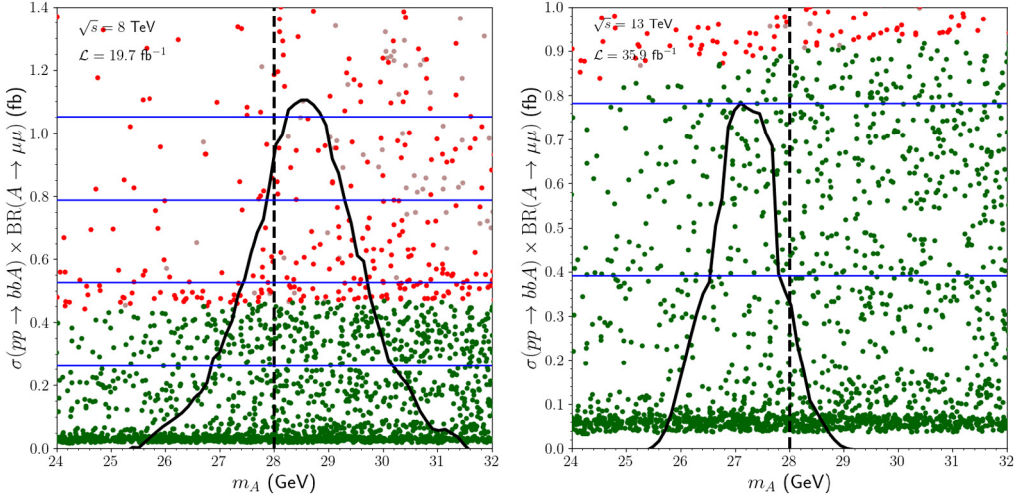 √s = 8 TeV
ℒ = 19.7 fb⁻¹
σ(pp → bbA) × BR(A → μμ) (fb)
1.4
1.2
1.0
0.8
0.6
0.4
0.2
0.0
24 25 26 27 28 29 30 31 32
m_A (GeV)
√s = 13 TeV
ℒ = 35.9 fb⁻¹
σ(pp → bbA) × BR(A → μμ) (fb)
1.0
0.9
0.8
0.7
0.6
0.5
0.4
0.3
0.2
0.1
0.0
24 25 26 27 28 29 30 31 32
m_A (GeV)